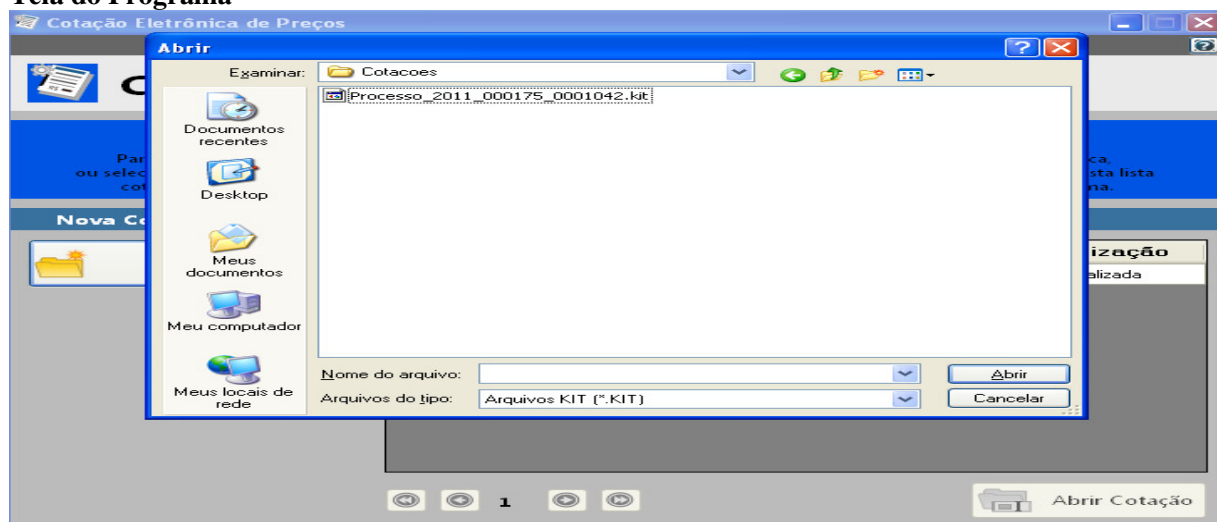 Tela do Programa
Cotação Eletrônica de Preços
Abrir
Examinar:
Cotacoes
C
Processo_2011_000175_0001042.kit
Documentos
recentes
Par
ca,
ou selec
sta lista
cot
na.
Desktop
Nova Co
Meus
documentos
ização
alizada
Meu computador
Meus locais de
rede
Nome do arquivo:
Abrir
Arquivos do tipo:
Arquivos KIT (*.KIT)
Cancelar
1
Abrir Cotação